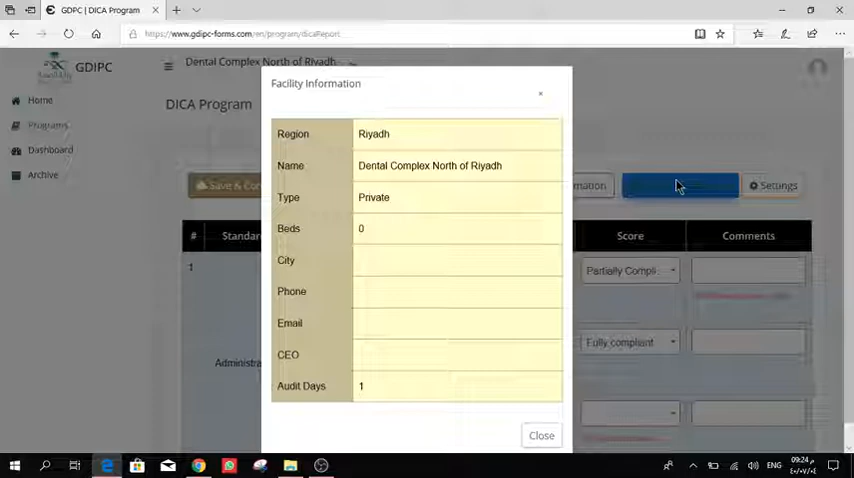 GDPC | DICA Program
https://www.gdipc-forms.com/en/program/dicaReport
GDIPC
Dental Complex North of Riyadh
Facility Information
×
DICA Program
Home
Programs
Dashboard
Archive
Region Riyadh
Name Dental Complex North of Riyadh
Type Private
Beds 0
City
Phone
Email
CEO
Audit Days 1
Close
Save &
Settings
# Score Comments
1
Partially Compli
Fully compliant
ENG
09:24